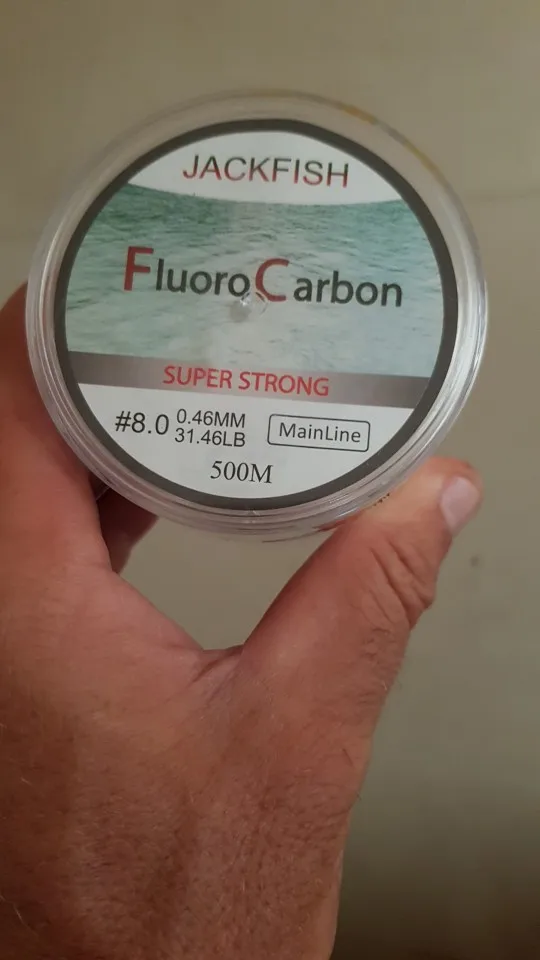 JACKFISH
FluoroCarbon
SUPER STRONG
#8.0 0.46MM
31.46LB
MainLine
500M